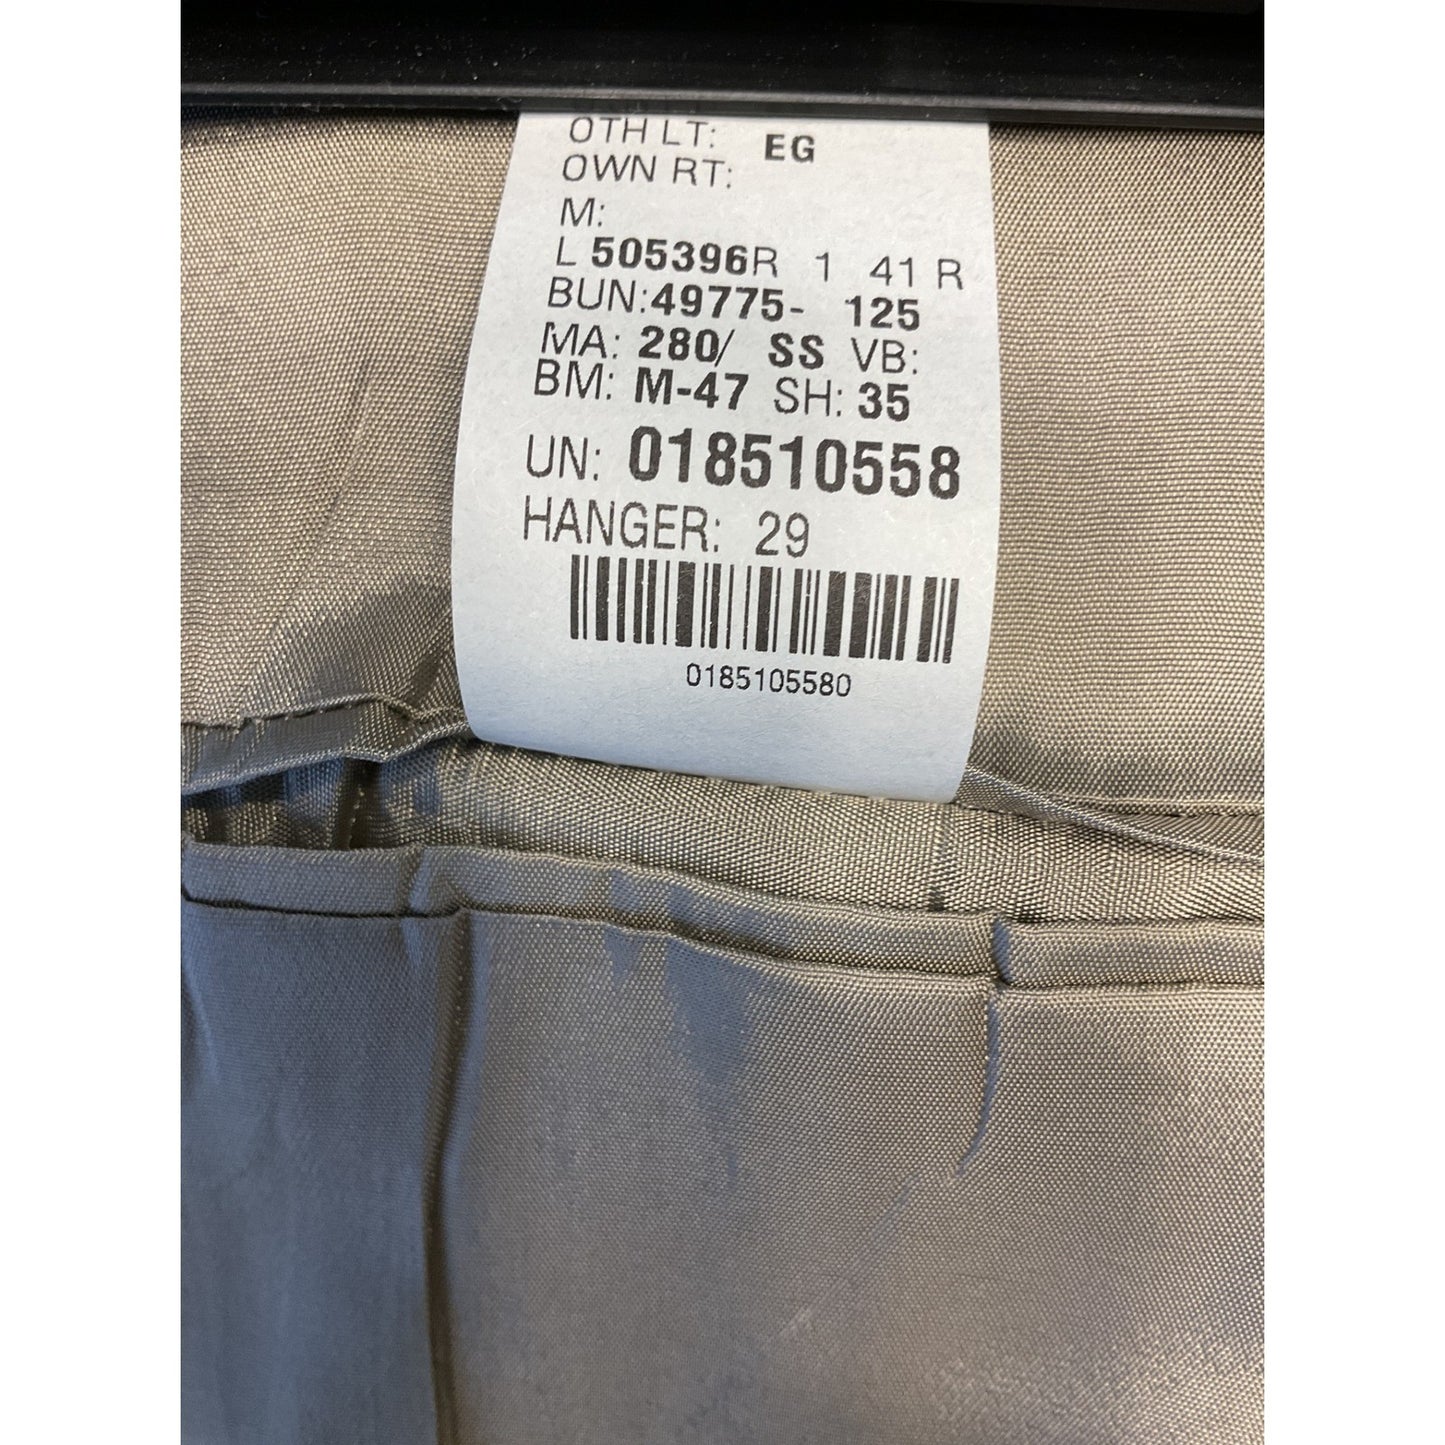 OTH LT: EG
OWN RT:
M:
L 505396R 1 41 R
BUN:49775- 125
MA: 280/ SS VB:
BM: M-47 SH: 35
UN: 018510558
HANGER: 29
0185105580